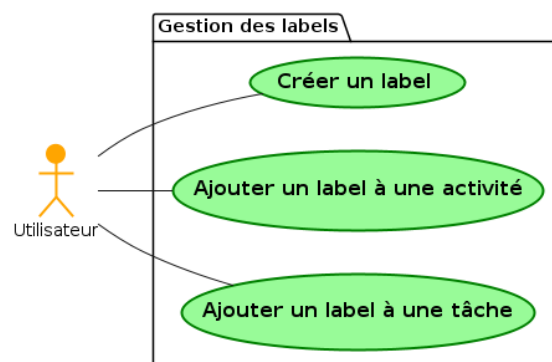 Gestion des labels
Créer un label
Ajouter un label à une activité
Utilisateur
Ajouter un label à une tâche